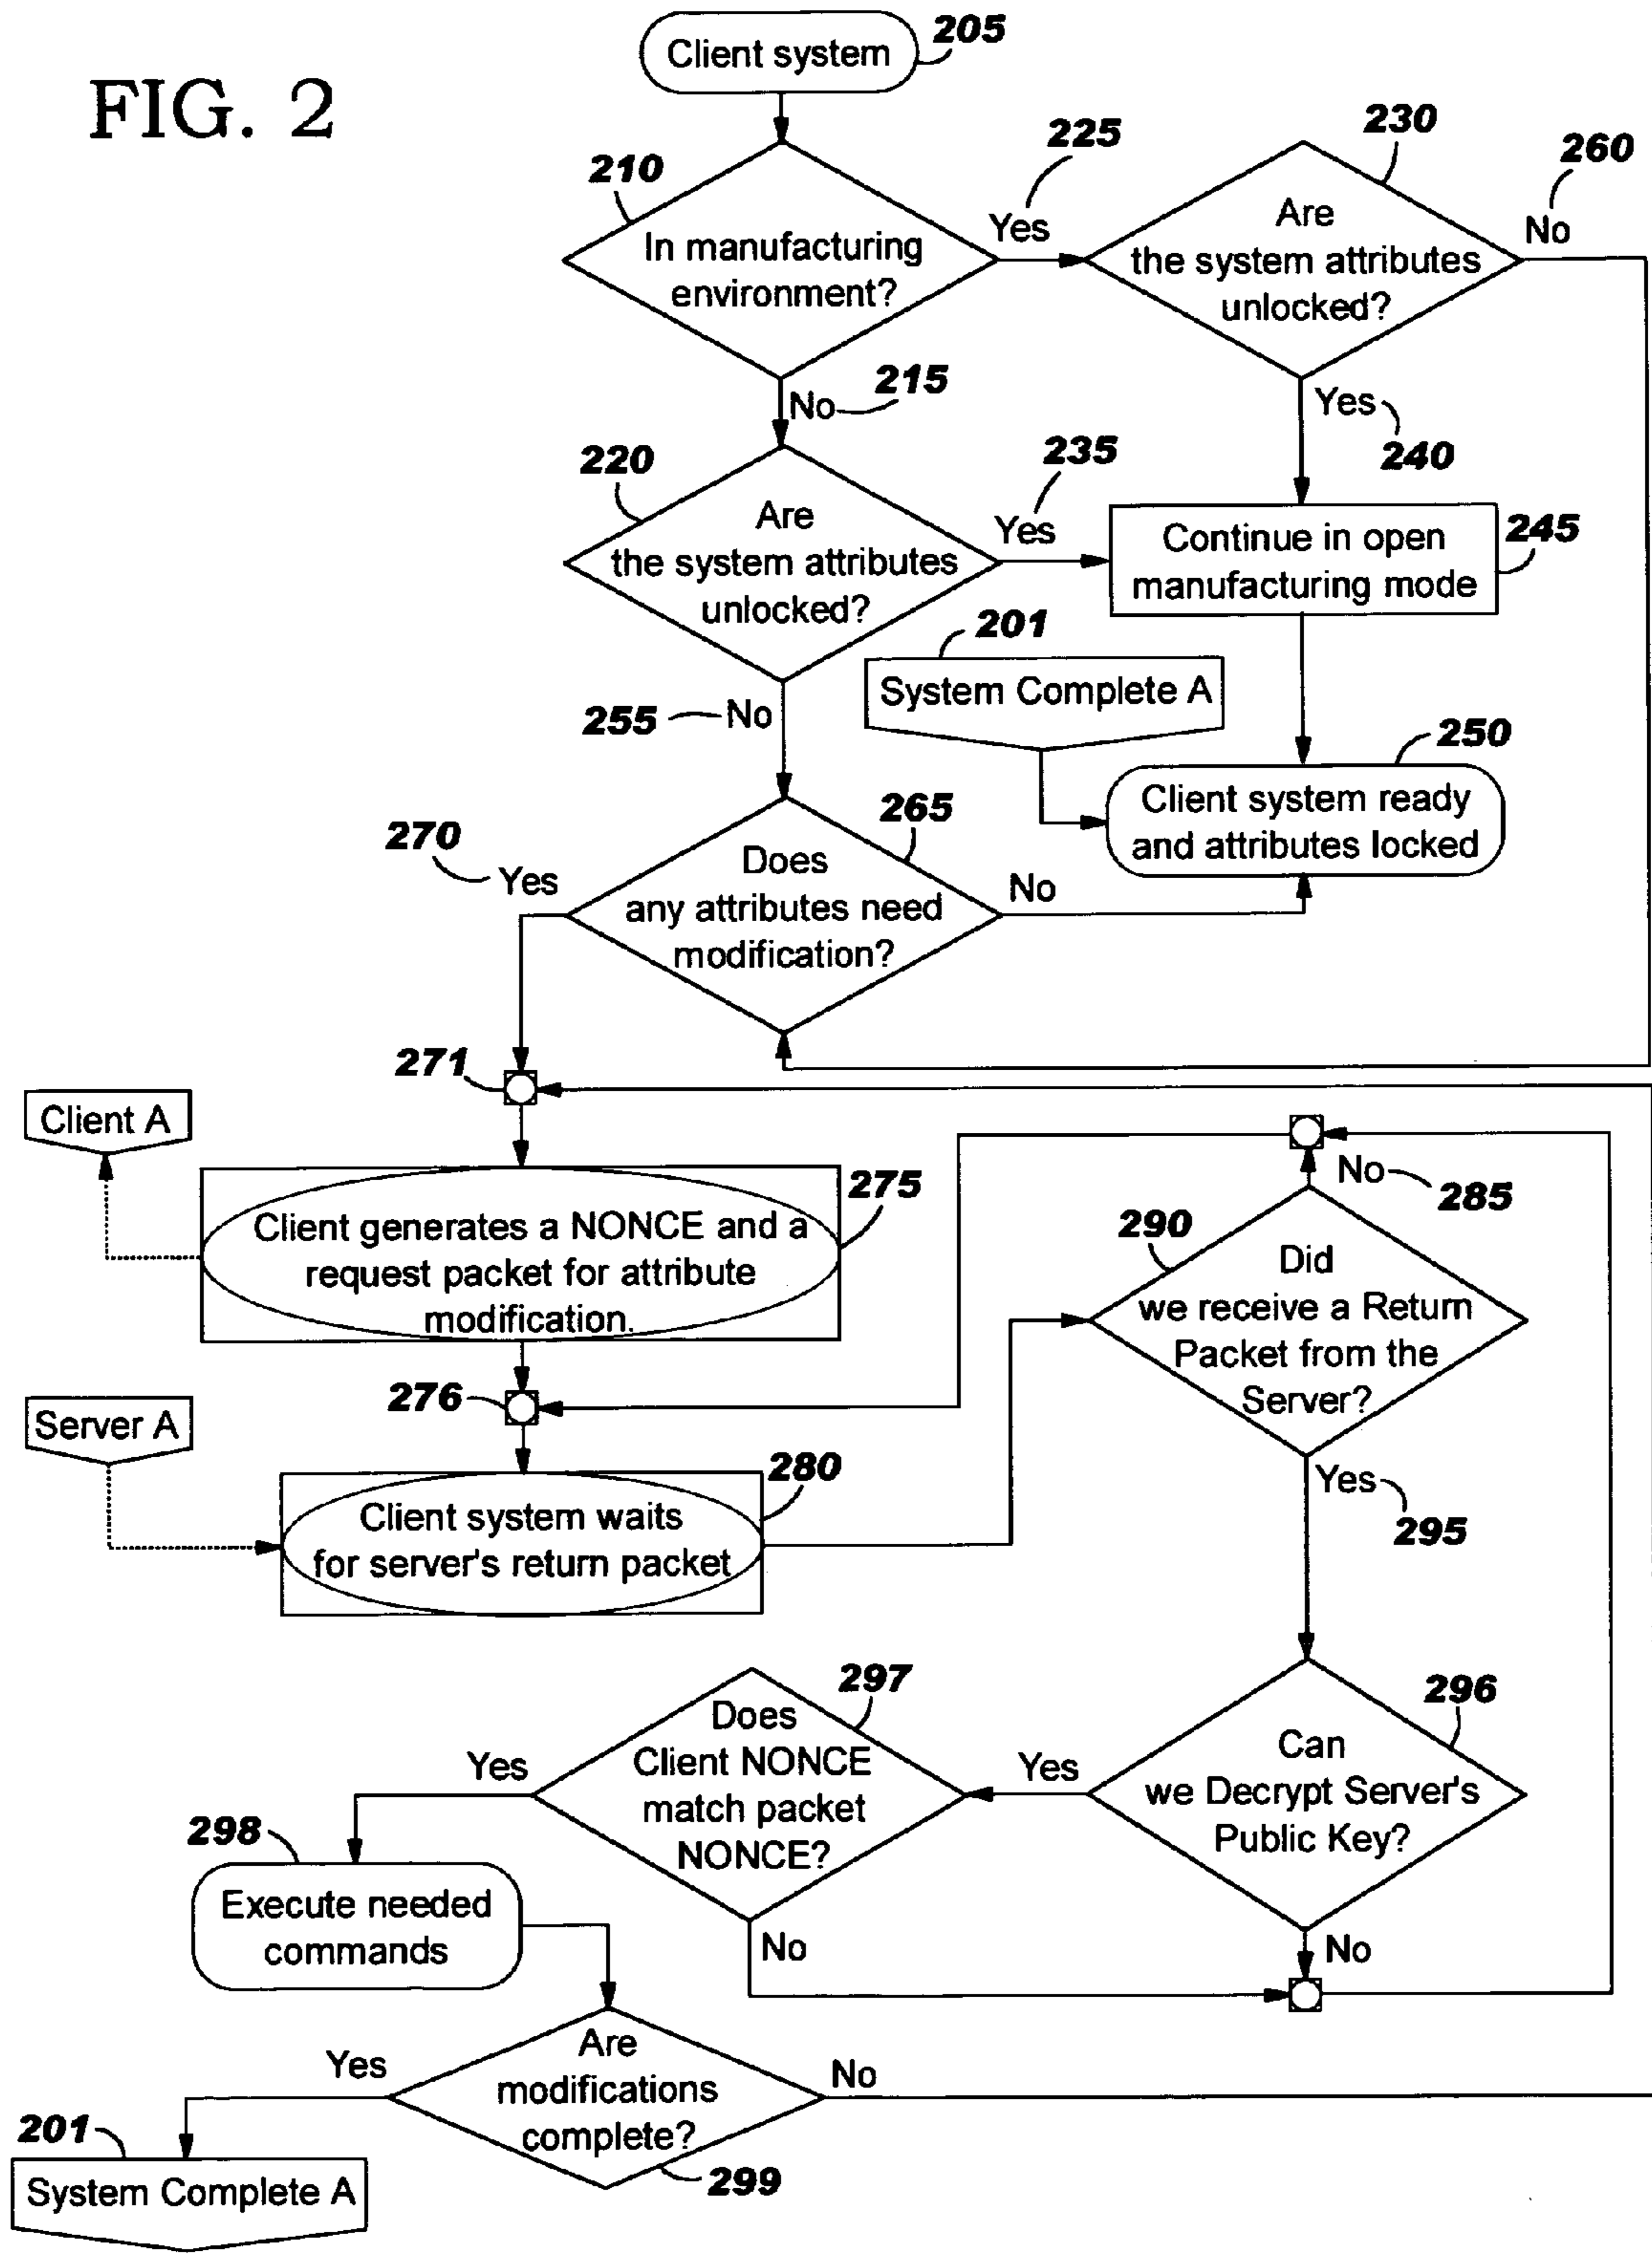 FIG. 2
Client system
205
210
In manufacturing
environment?
225
Yes
230
Are
the system attributes
unlocked?
260
No
No
215
Yes
240
220
Are
the system attributes
unlocked?
235
Yes
Continue in open
manufacturing mode
245
201
System Complete A
255
No
250
Client system ready
and attributes locked
270
Yes
265
Does
any attributes need
modification?
No
271
Client A
275
Client generates a NONCE and a
request packet for attribute
modification.
No
285
290
Did
we receive a Return
Packet from the
Server?
276
Server A
280
Client system waits
for server's return packet
Yes
295
297
Does
Client NONCE
match packet
NONCE?
Yes
Yes
296
Can
we Decrypt Server's
Public Key?
298
Execute needed
commands
No
No
Are
modifications
complete?
Yes
No
299
201
System Complete A